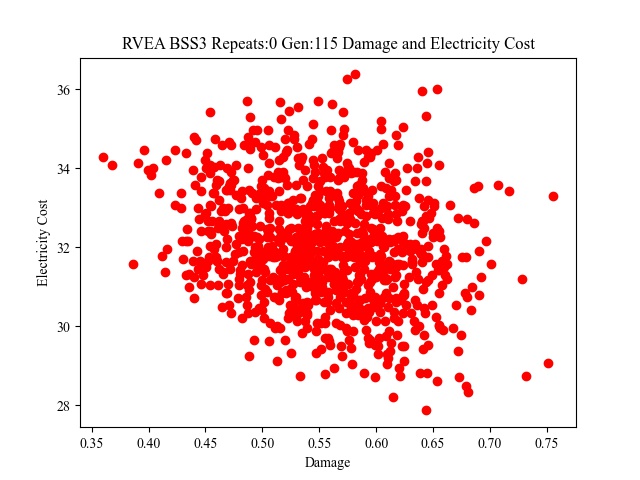 RVEA BSS3 Repeats:0 Gen:115 Damage and Electricity Cost
36
34
32
30
28
Electricity Cost
0.35 0.40 0.45 0.50 0.55 0.60 0.65 0.70 0.75
Damage